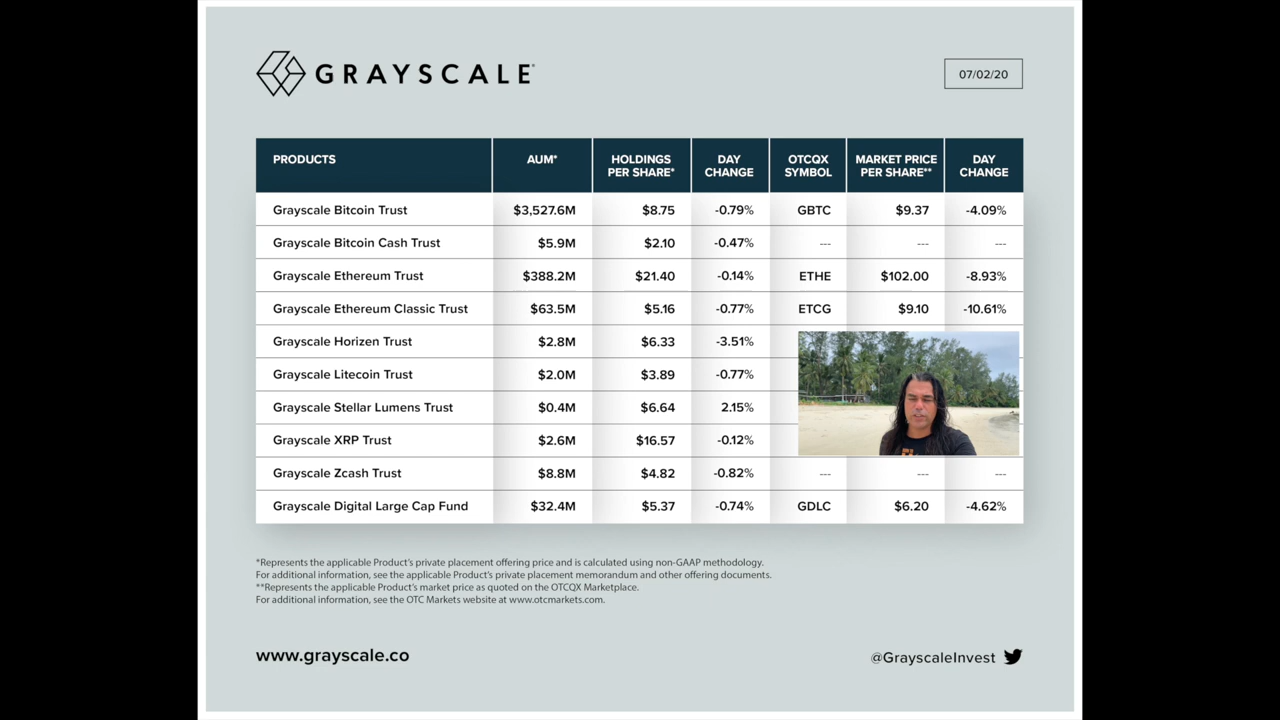 GRAYSCALE
07/02/20
PRODUCTS AUM* HOLDINGS PER SHARE* DAY CHANGE OTCQX SYMBOL MARKET PRICE PER SHARE** DAY CHANGE
Grayscale Bitcoin Trust $3,527.6M $8.75 -0.79% GBTC $9.37 -4.09%
Grayscale Bitcoin Cash Trust $5.9M $2.10 -0.47% --- --- ---
Grayscale Ethereum Trust $388.2M $21.40 -0.14% ETHE $102.00 -8.93%
Grayscale Ethereum Classic Trust $63.5M $5.16 -0.77% ETCG $9.10 -10.61%
Grayscale Horizen Trust $2.8M $6.33 -3.51%
Grayscale Litecoin Trust $2.0M $3.89 -0.77%
Grayscale Stellar Lumens Trust $0.4M $6.64 2.15%
Grayscale XRP Trust $2.6M $16.57 -0.12%
Grayscale Zcash Trust $8.8M $4.82 -0.82% --- --- ---
Grayscale Digital Large Cap Fund $32.4M $5.37 -0.74% GDLC $6.20 -4.62%
*Represents the applicable Product's private placement offering price and is calculated using non-GAAP methodology.
For additional information, see the applicable Product's private placement memorandum and other offering documents.
**Represents the applicable Product's market price as quoted on the OTCQX Marketplace.
For additional information, see the OTC Markets website at www.otcmarkets.com.
www.grayscale.co
@GrayscaleInvest